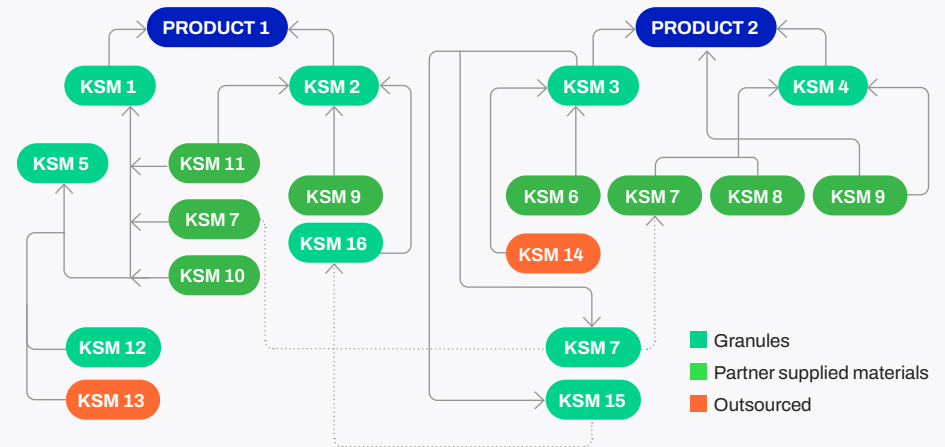 PRODUCT 1
PRODUCT 2
KSM 1
KSM 2
KSM 3
KSM 4
KSM 5
KSM 11
KSM 9
KSM 6
KSM 7
KSM 8
KSM 9
KSM 7
KSM 16
KSM 14
KSM 10
KSM 12
KSM 7
Granules
KSM 13
KSM 15
Partner supplied materials
Outsourced